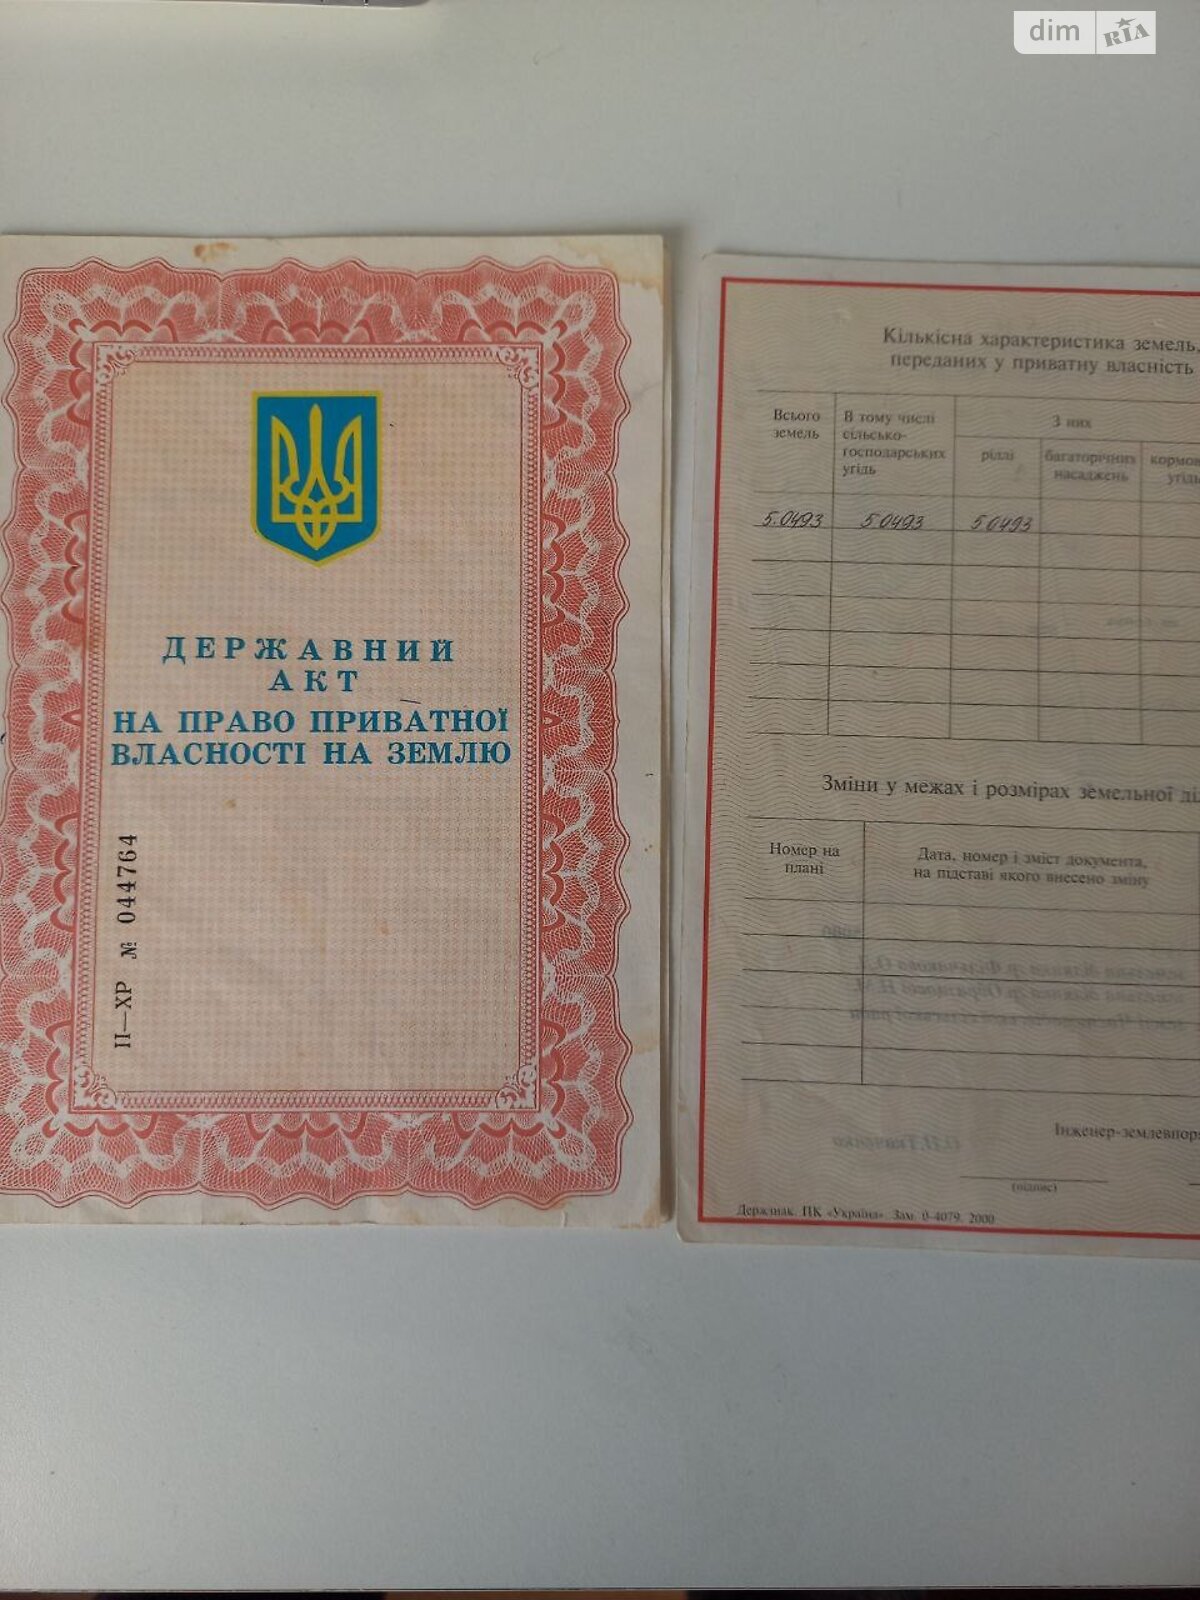 dim RIA
ДЕРЖАВНИЙ
АКТ
НА ПРАВО ПРИВАТНОЇ
ВЛАСНОСТІ НА ЗЕМЛЮ
II—ХР № 044764
Кількісна характеристика земель,
переданих у приватну власність
Всього
земель
В тому числі
сільсько-
господарських
угідь
З них
ріллі
багаторічних
насаджень
кормов
угідь
5.0493 5.0493 5.0493
Зміни у межах і розмірах земельної ді
Номер на
плані
Дата, номер і зміст документа,
на підставі якого внесено зміну
Інженер-землевпор
(підпис)
Держзнак. ПК «Україна». Зам. 0-4079. 2000